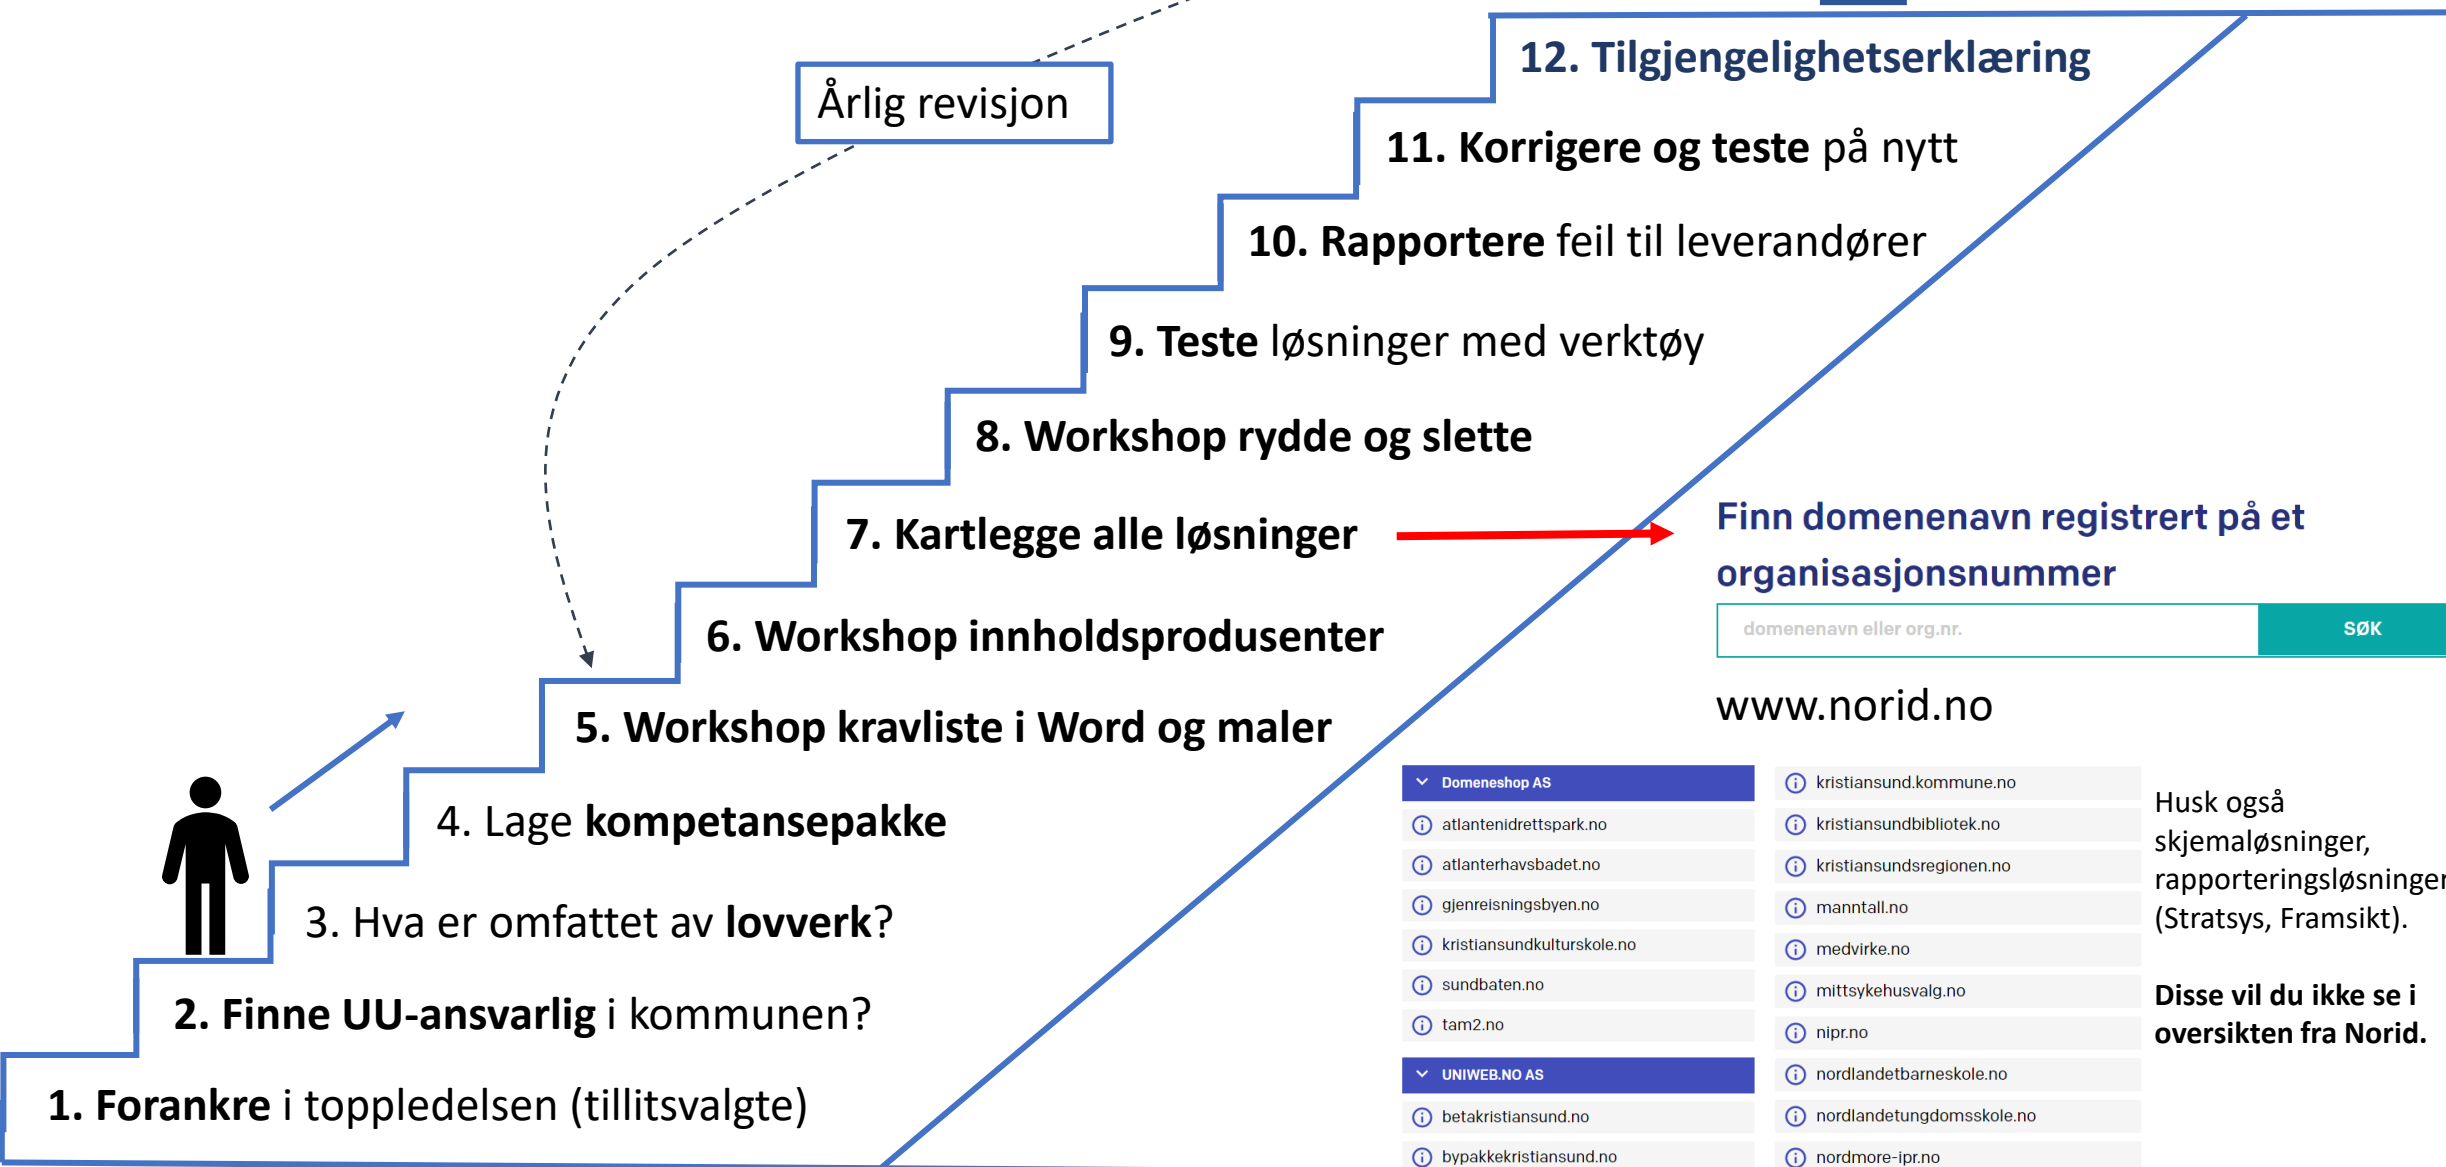 12. Tilgjengelighetserklæring
Årlig revisjon
11. Korrigere og teste på nytt
10. Rapportere feil til leverandører
9. Teste løsninger med verktøy
8. Workshop rydde og slette
7. Kartlegge alle løsninger
6. Workshop innholdsprodusenter
5. Workshop kravliste i Word og maler
4. Lage kompetansepakke
3. Hva er omfattet av lovverk?
2. Finne UU-ansvarlig i kommunen?
1. Forankre i toppledelsen (tillitsvalgte)
Finn domenenavn registrert på et
organisasjonsnummer
domenenavn eller org.nr.
SØK
www.norid.no
Domeneshop AS
atlantenidrettspark.no
atlanterhavsbadet.no
gjenreisningsbyen.no
kristiansundkulturskole.no
sundbaten.no
tam2.no
UNIWEB.NO AS
betakristiansund.no
bypakkekristiansund.no
kristiansund.kommune.no
kristiansundbibliotek.no
kristiansundsregionen.no
manntall.no
medvirke.no
mittsykehusvalg.no
nipr.no
nordlandetbarneskole.no
nordlandetungdomsskole.no
nordmore-ipr.no
Husk også
skjemaløsninger,
rapporteringsløsninger
(Stratsys, Framsikt).
Disse vil du ikke se i
oversikten fra Norid.